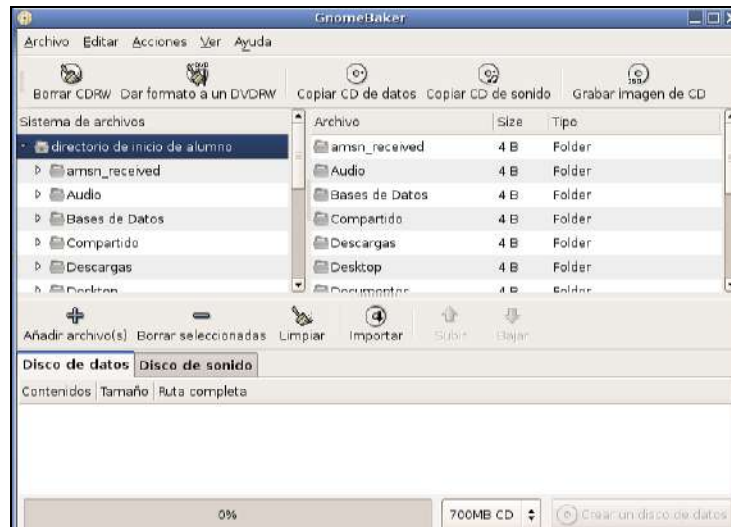 GnomeBaker
Archivo Editar Acciones Ver Ayuda
Borrar CDRW Dar formato a un DVDRW Copiar CD de datos Copiar CD de sonido Grabar imagen de CD
Sistema de archivos
directorio de inicio de alumno
amsn_received
Audio
Bases de Datos
Compartido
Descargas
Desktop
Archivo Size Tipo
amsn_received 4 B Folder
Audio 4 B Folder
Bases de Datos 4 B Folder
Compartido 4 B Folder
Descargas 4 B Folder
Desktop 4 B Folder
4 B Folder
Añadir archivo(s) Borrar seleccionadas Limpiar Importar Subir Bajar
Disco de datos Disco de sonido
Contenidos Tamaño Ruta completa
0% 700MB CD Crear un disco de datos